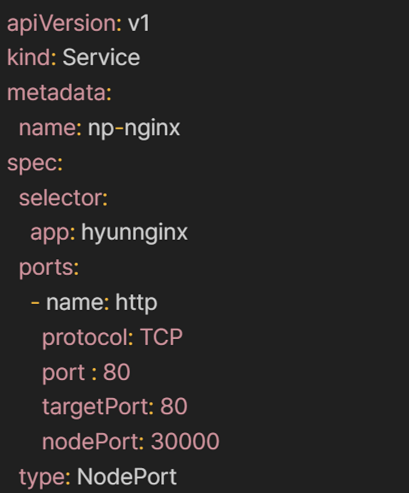 apiVersion: v1
kind: Service
metadata:
  name: np-nginx
spec:
  selector:
    app: hyunnginx
  ports:
    - name: http
      protocol: TCP
      port : 80
      targetPort: 80
      nodePort: 30000
  type: NodePort